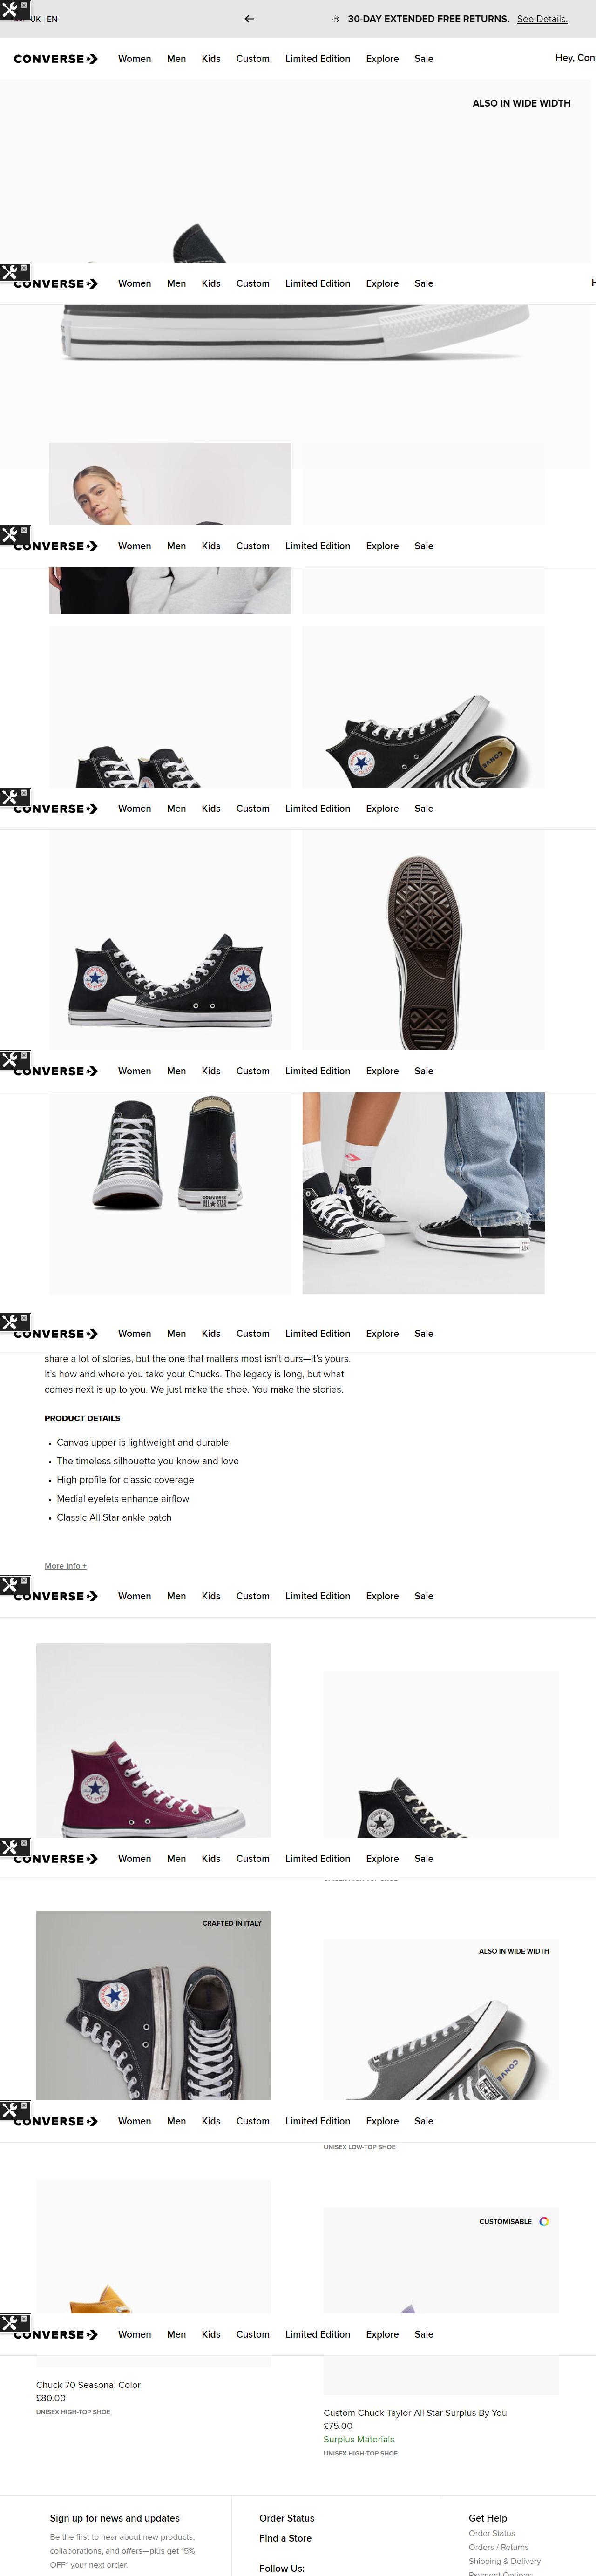 UK | EN
30-DAY EXTENDED FREE RETURNS. See Details.
CONVERSE Women Men Kids Custom Limited Edition Explore Sale
ALSO IN WIDE WIDTH
CONVERSE Women Men Kids Custom Limited Edition Explore Sale
CONVERSE Women Men Kids Custom Limited Edition Explore Sale
CONVERSE Women Men Kids Custom Limited Edition Explore Sale
CONVERSE Women Men Kids Custom Limited Edition Explore Sale
CONVERSE
ALL STAR
CONVERSE Women Men Kids Custom Limited Edition Explore Sale
share a lot of stories, but the one that matters most isn't ours—it's yours.
It's how and where you take your Chucks. The legacy is long, but what
comes next is up to you. We just make the shoe. You make the stories.
PRODUCT DETAILS
Canvas upper is lightweight and durable
The timeless silhouette you know and love
High profile for classic coverage
Medial eyelets enhance airflow
Classic All Star ankle patch
More Info +
CONVERSE Women Men Kids Custom Limited Edition Explore Sale
CONVERSE Women Men Kids Custom Limited Edition Explore Sale
CRAFTED IN ITALY
ALSO IN WIDE WIDTH
CONVERSE Women Men Kids Custom Limited Edition Explore Sale
UNISEX LOW-TOP SHOE
CUSTOMISABLE
CONVERSE Women Men Kids Custom Limited Edition Explore Sale
Chuck 70 Seasonal Color
£80.00
UNISEX HIGH-TOP SHOE
Custom Chuck Taylor All Star Surplus By You
£75.00
Surplus Materials
UNISEX HIGH-TOP SHOE
Sign up for news and updates
Be the first to hear about new products,
collaborations, and offers—plus get 15%
OFF* your next order.
Order Status
Find a Store
Follow Us:
Get Help
Order Status
Orders / Returns
Shipping & Delivery
Payment Options